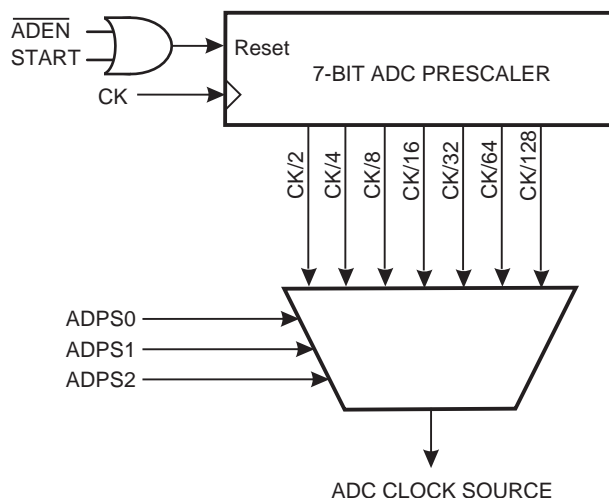 ADEN
START
Reset
7-BIT ADC PRESCALER
CK
CK/2
CK/4
CK/8
CK/16
CK/32
CK/64
CK/128
ADPS0
ADPS1
ADPS2
ADC CLOCK SOURCE